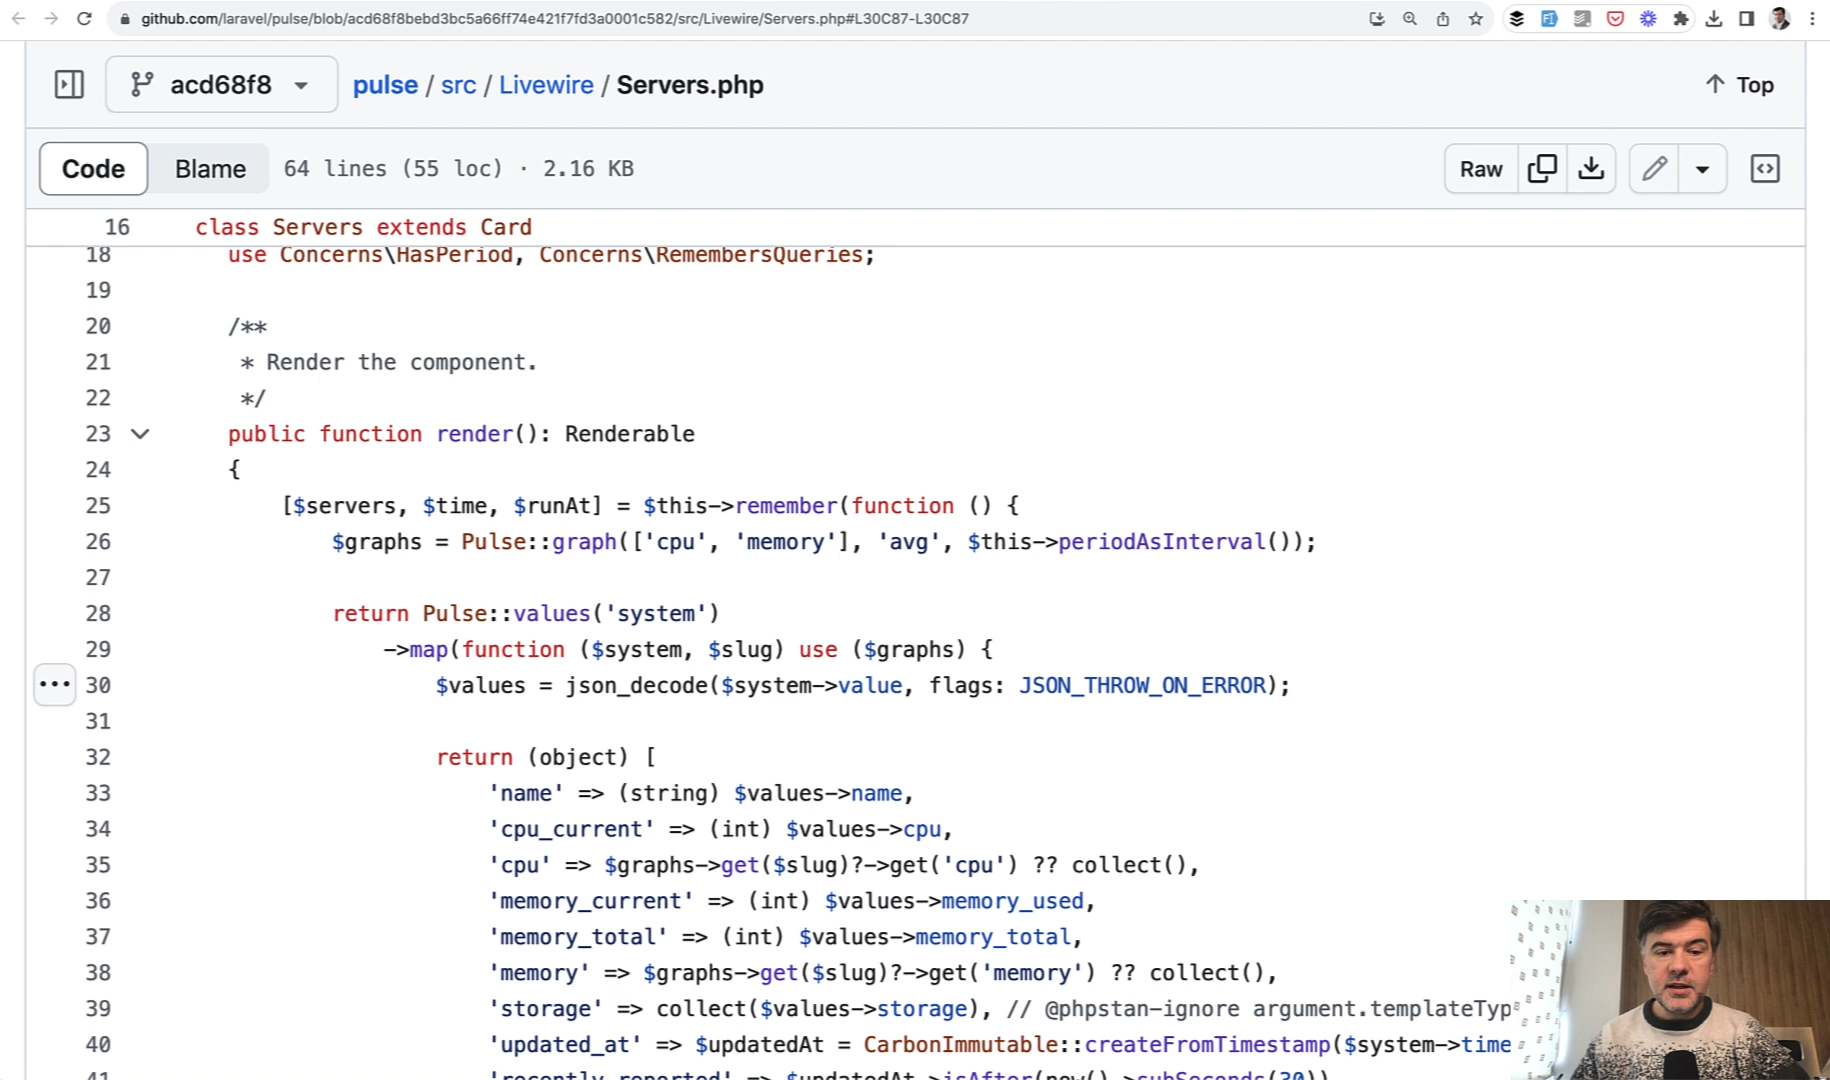 github.com/laravel/pulse/blob/acd68f8bebd3bc5a66ff74e421f7fd3a0001c582/src/Livewire/Servers.php#L30C87-L30C87
acd68f8
pulse / src / Livewire / Servers.php
Top
Code Blame 64 lines (55 loc) · 2.16 KB
Raw
16 class Servers extends Card
18 use Concerns\HasPeriod, Concerns\RemembersQueries;
19
20 /**
21 * Render the component.
22 */
23 public function render(): Renderable
24 {
25 [$servers, $time, $runAt] = $this->remember(function () {
26 $graphs = Pulse::graph(['cpu', 'memory'], 'avg', $this->periodAsInterval());
27
28 return Pulse::values('system')
29 ->map(function ($system, $slug) use ($graphs) {
30 $values = json_decode($system->value, flags: JSON_THROW_ON_ERROR);
31
32 return (object) [
33 'name' => (string) $values->name,
34 'cpu_current' => (int) $values->cpu,
35 'cpu' => $graphs->get($slug)?->get('cpu') ?? collect(),
36 'memory_current' => (int) $values->memory_used,
37 'memory_total' => (int) $values->memory_total,
38 'memory' => $graphs->get($slug)?->get('memory') ?? collect(),
39 'storage' => collect($values->storage), // @phpstan-ignore argument.templateTyp
40 'updated_at' => $updatedAt = CarbonImmutable::createFromTimestamp($system->time
41 'recently_reported' => $updatedAt->isAfter(now()->subSeconds(30))